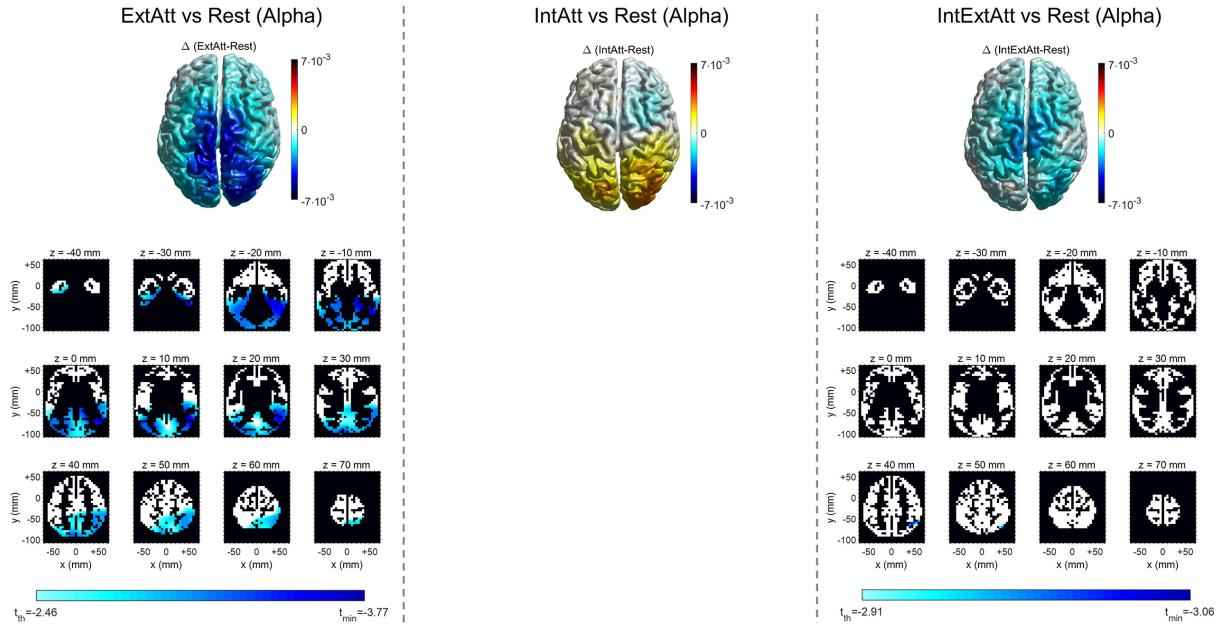 ExtAtt vs Rest (Alpha)
Δ (ExtAtt-Rest)
7·10⁻³
0
-7·10⁻³
z = -40 mm
z = -30 mm
z = -20 mm
z = -10 mm
+50
0
-50
-100
y (mm)
z = 0 mm
z = 10 mm
z = 20 mm
z = 30 mm
+50
0
-50
-100
y (mm)
z = 40 mm
z = 50 mm
z = 60 mm
z = 70 mm
+50
0
-50
-100
y (mm)
-50 0 +50
-50 0 +50
-50 0 +50
-50 0 +50
x (mm)
x (mm)
x (mm)
x (mm)
t_th=-2.46
t_min=-3.77
IntAtt vs Rest (Alpha)
Δ (IntAtt-Rest)
7·10⁻³
0
-7·10⁻³
IntExtAtt vs Rest (Alpha)
Δ (IntExtAtt-Rest)
7·10⁻³
0
-7·10⁻³
z = -40 mm
z = -30 mm
z = -20 mm
z = -10 mm
+50
0
-50
-100
y (mm)
z = 0 mm
z = 10 mm
z = 20 mm
z = 30 mm
+50
0
-50
-100
y (mm)
z = 40 mm
z = 50 mm
z = 60 mm
z = 70 mm
+50
0
-50
-100
y (mm)
-50 0 +50
-50 0 +50
-50 0 +50
-50 0 +50
x (mm)
x (mm)
x (mm)
x (mm)
t_th=-2.91
t_min=-3.06